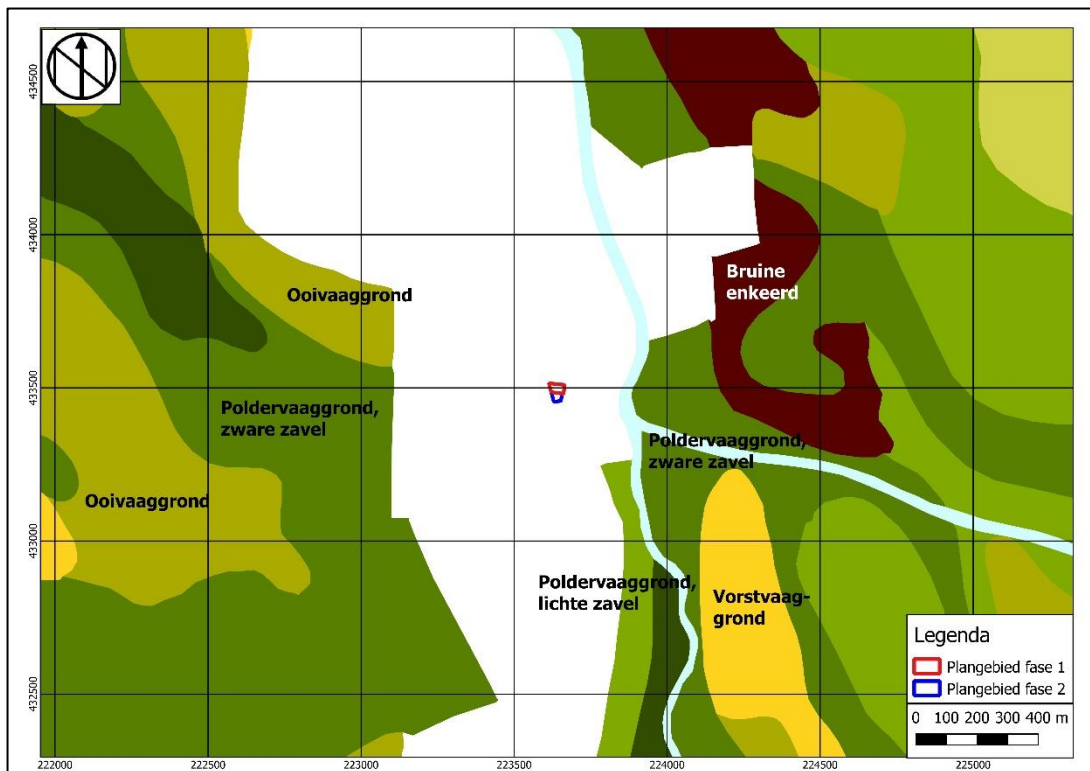 434500
434000
433500
433000
432500
Bruine
enkeerd
Ooivaaggrond
Poldervaaggrond,
zware zavel
Poldervaaggrond,
zware zavel
Ooivaaggrond
Poldervaaggrond,
lichte zavel
Vorstvaag-
grond
Legenda
Plangebied fase 1
Plangebied fase 2
0 100 200 300 400 m
222000 222500 223000 223500 224000 224500 225000